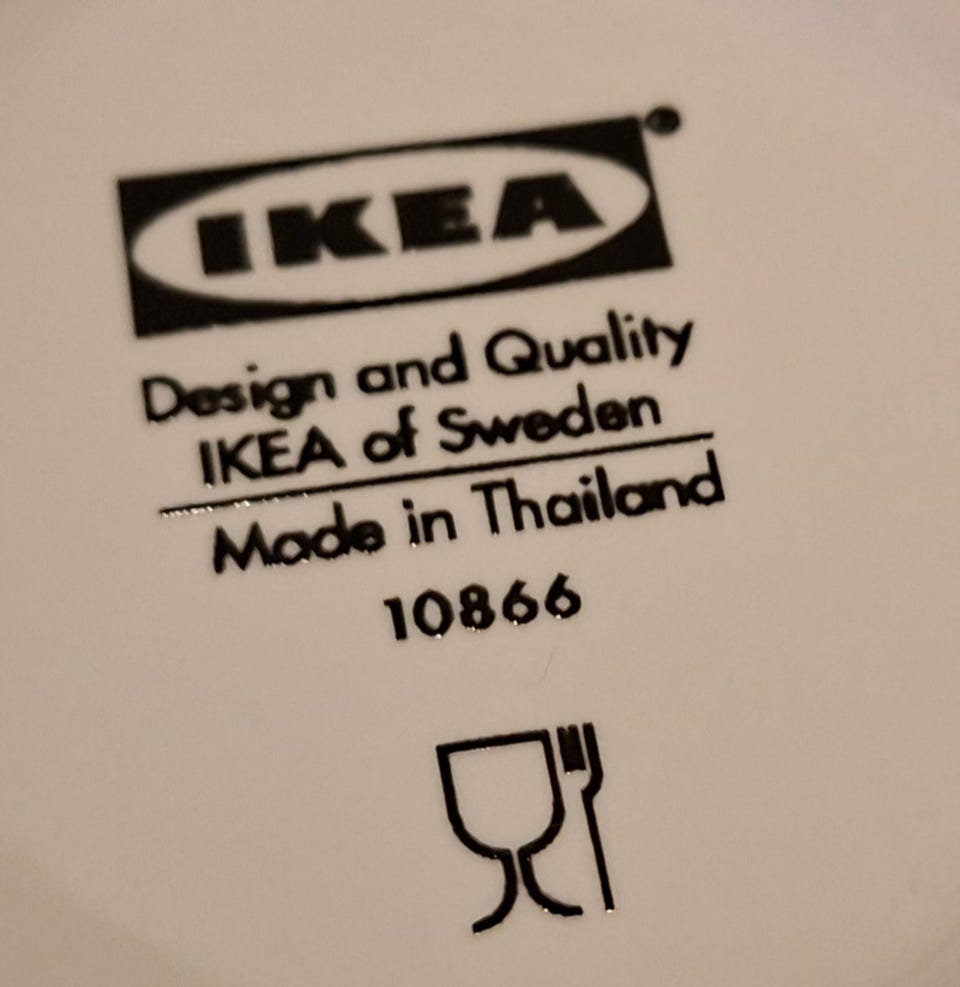 IKEA
Design and Quality
IKEA of Sweden
Made in Thailand
10866